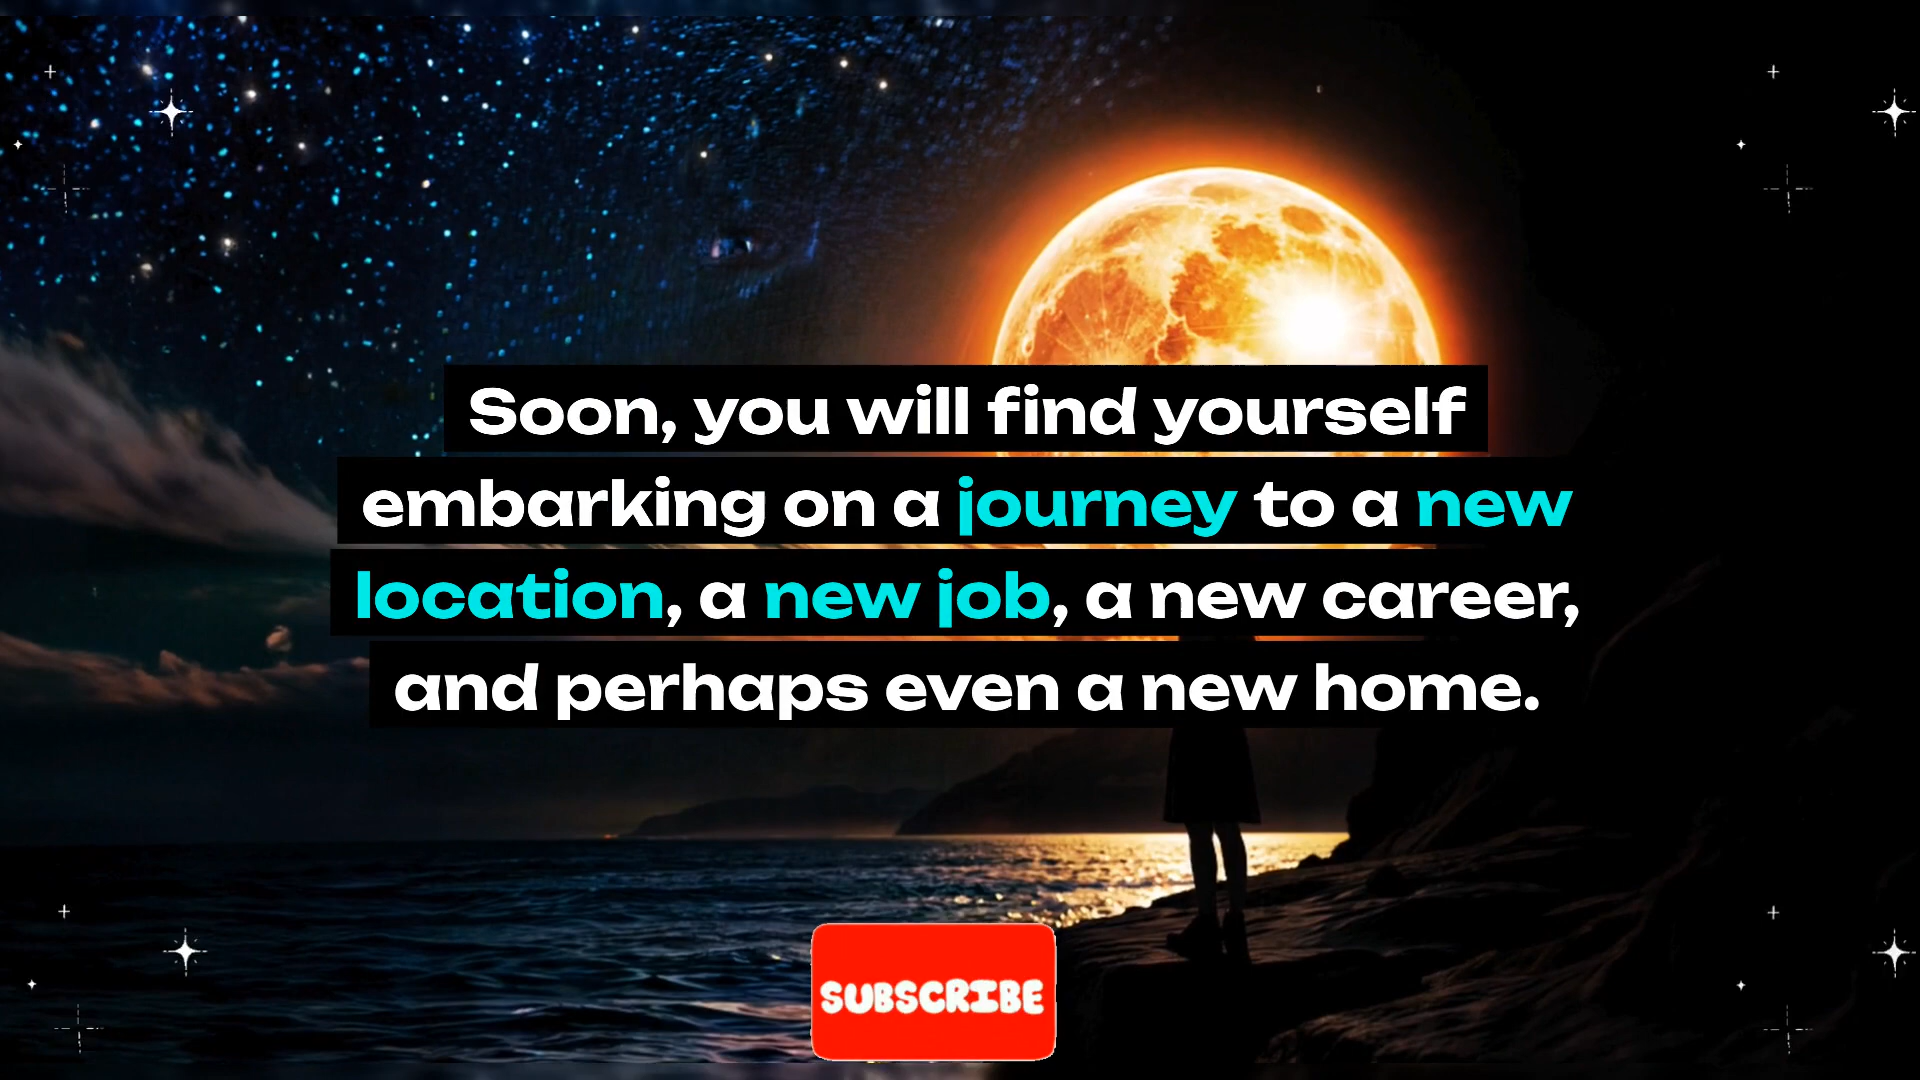 Soon, you will find yourself
embarking on a journey to a new
location, a new job, a new career,
and perhaps even a new home.
SUBSCRIBE